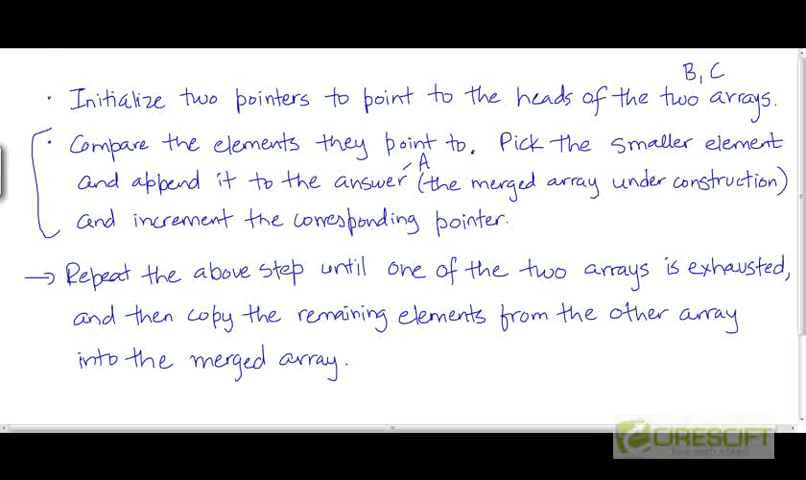 B, C
· Initialize two pointers to point to the heads of the two arrays.
· Compare the elements they point to. Pick the smaller element
A
and append it to the answer (the merged array under construction)
and increment the corresponding pointer.
→ Repeat the above step until one of the two arrays is exhausted,
and then copy the remaining elements from the other array
into the merged array.